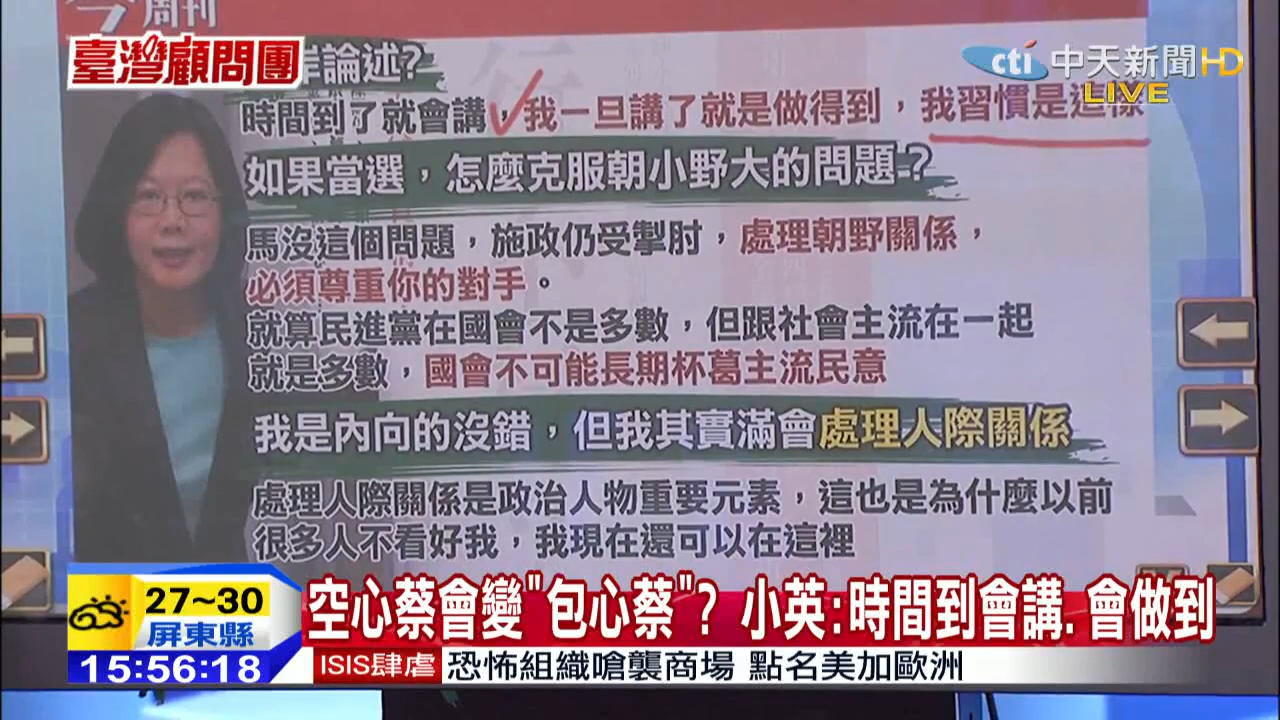 今周刊
臺灣顧問團
cti 中天新聞 HD
LIVE
岸論述?
時間到了就會講，我一旦講了就是做得到，我習慣是這樣
如果當選，怎麼克服朝小野大的問題?
馬沒這個問題，施政仍受掣肘，處理朝野關係，
必須尊重你的對手。
就算民進黨在國會不是多數，但跟社會主流在一起
就是多數，國會不可能長期杯葛主流民意
我是內向的沒錯，但我其實滿會處理人際關係
處理人際關係是政治人物重要元素，這也是為什麼以前
很多人不看好我，我現在還可以在這裡
27~30
屏東縣
15:56:18
空心蔡會變"包心蔡"? 小英:時間到會講.會做到
ISIS肆虐 恐怖組織嗆襲商場 點名美加歐洲